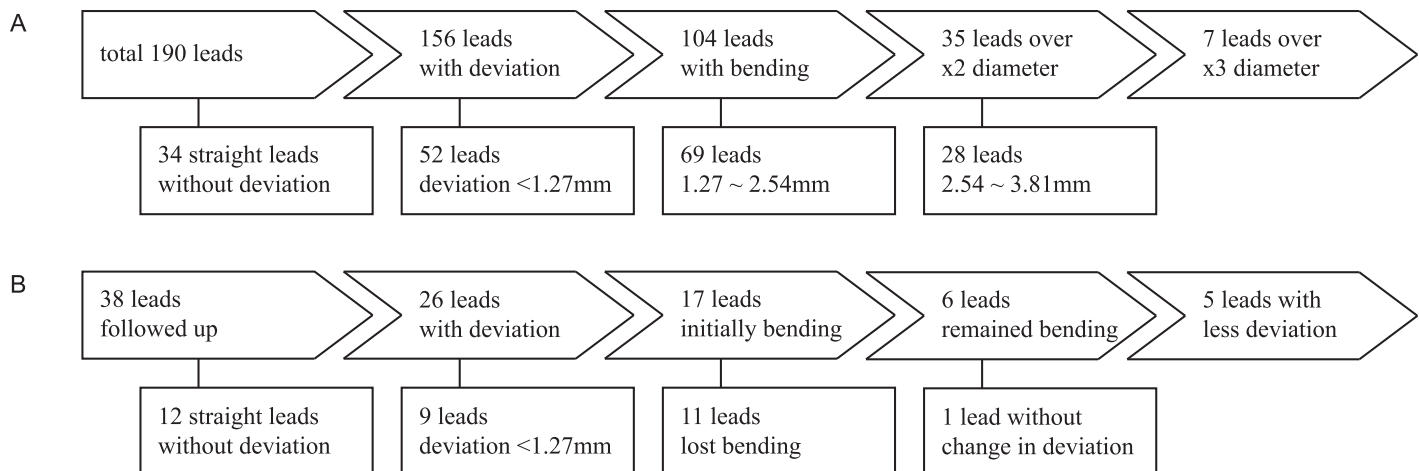 A
total 190 leads
156 leads
with deviation
104 leads
with bending
35 leads over
x2 diameter
7 leads over
x3 diameter
34 straight leads
without deviation
52 leads
deviation <1.27mm
69 leads
1.27 ~ 2.54mm
28 leads
2.54 ~ 3.81mm
B
38 leads
followed up
26 leads
with deviation
17 leads
initially bending
6 leads
remained bending
5 leads with
less deviation
12 straight leads
without deviation
9 leads
deviation <1.27mm
11 leads
lost bending
1 lead without
change in deviation